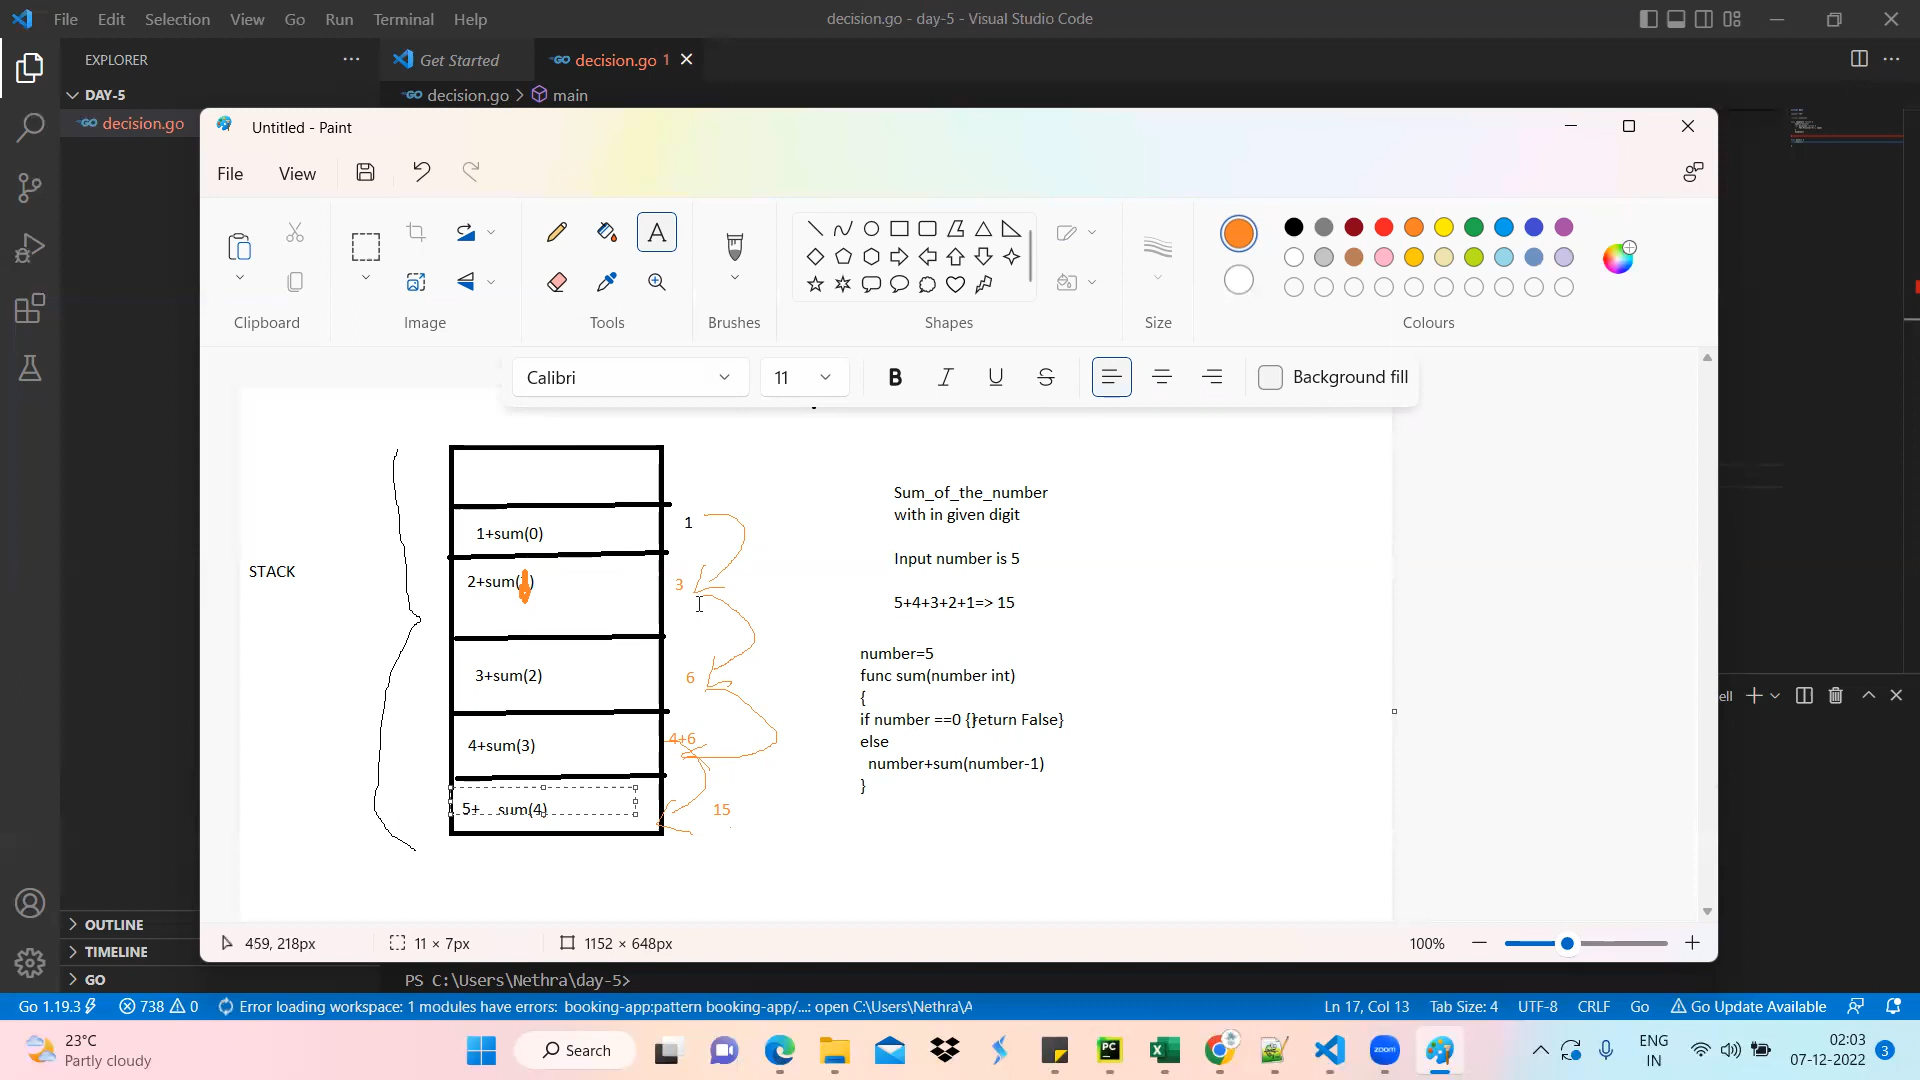 File Edit Selection View Go Run Terminal Help
decision.go - day-5 - Visual Studio Code
EXPLORER
Get Started
decision.go 1
DAY-5
decision.go > main
decision.go
Untitled - Paint
File View
Clipboard
Image
Tools
Brushes
Shapes
Size
Colours
Calibri
11
B I U S
Background fill
STACK
1+sum(0)
2+sum( )
3+sum(2)
4+sum(3)
5+ sum(4)
1
3
6
4+6
15
Sum_of_the_number
with in given digit
Input number is 5
5+4+3+2+1=> 15
number=5
func sum(number int)
{
if number ==0 {return False}
else
number+sum(number-1)
}
ell
OUTLINE
TIMELINE
GO
459, 218px
11 × 7px
1152 × 648px
100%
PS C:\Users\Nethra\day-5>
Go 1.19.3
738 0
Error loading workspace: 1 modules have errors: booking-app:pattern booking-app/...: open C:\Users\Nethra\A
Ln 17, Col 13
Tab Size: 4
UTF-8
CRLF
Go
Go Update Available
23°C
Partly cloudy
Search
PC
zoom
ENG
IN
02:03
07-12-2022
3